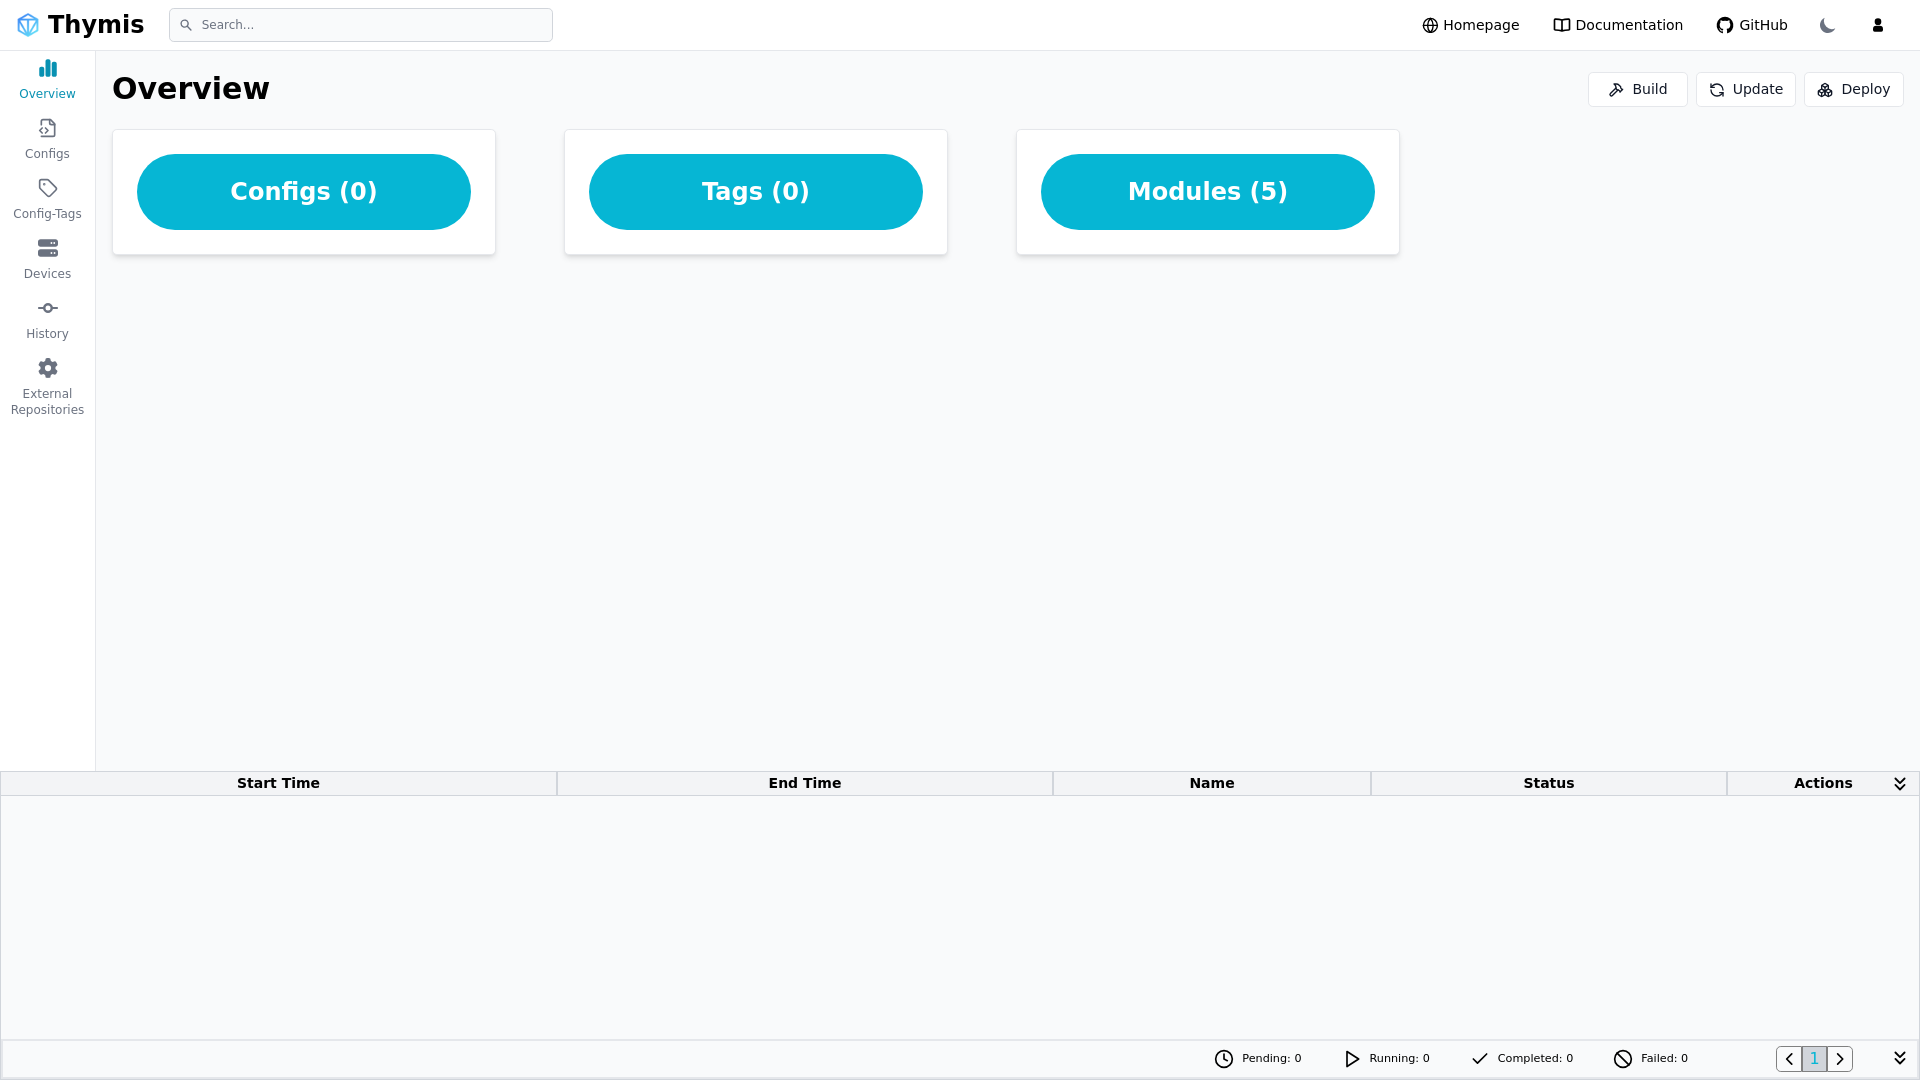 Thymis
Search...
Homepage
Documentation
GitHub
Overview
Configs
Config-Tags
Devices
History
External
Repositories
Overview
Build
Update
Deploy
Configs (0)
Tags (0)
Modules (5)
Start Time
End Time
Name
Status
Actions
Pending: 0
Running: 0
Completed: 0
Failed: 0
1